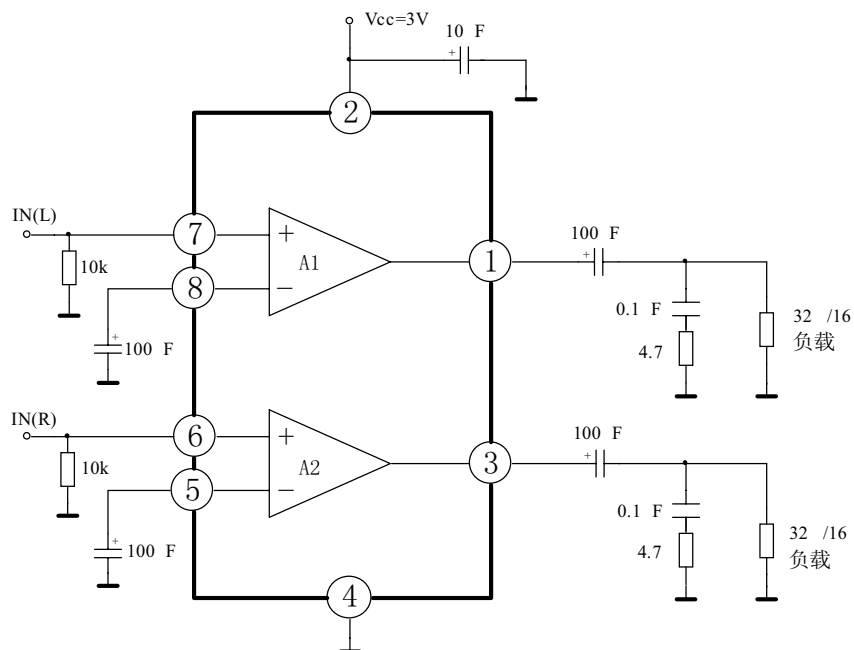 Vcc=3V
10 F
+
2
IN(L)
7
+
A1
1
100 F
+
10k
8
−
0.1 F
32 /16
负载
+
100 F
4.7
IN(R)
6
+
A2
3
100 F
+
10k
5
−
0.1 F
32 /16
负载
+
100 F
4.7
4